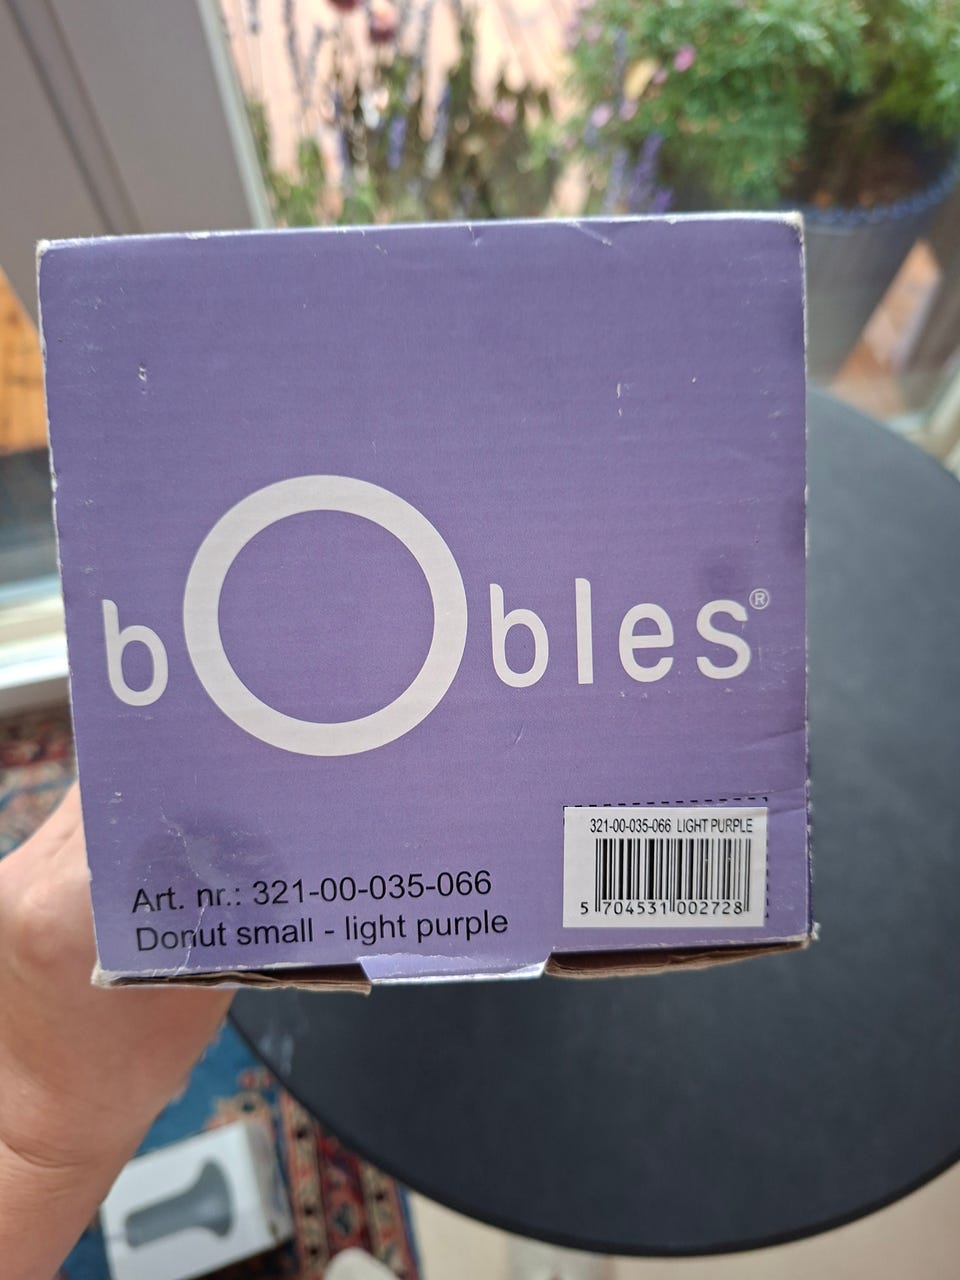 bObles®
321-00-035-066 LIGHT PURPLE
5 704531 002728
Art. nr.: 321-00-035-066
Donut small - light purple